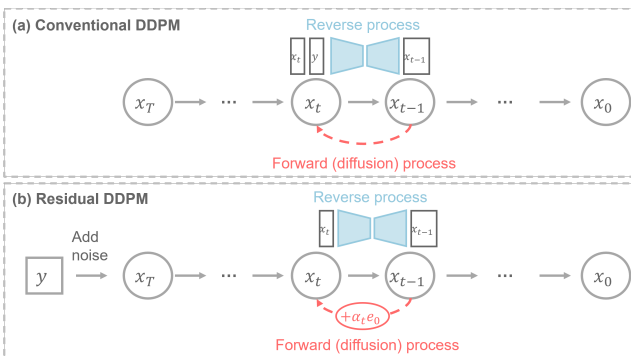 (a) Conventional DDPM
Reverse process
x_t y x_{t-1}
x_T ... x_t x_{t-1} ... x_0
Forward (diffusion) process
(b) Residual DDPM
Reverse process
x_t x_{t-1}
Add
noise
y x_T ... x_t x_{t-1} ... x_0
+α_t e_0
Forward (diffusion) process